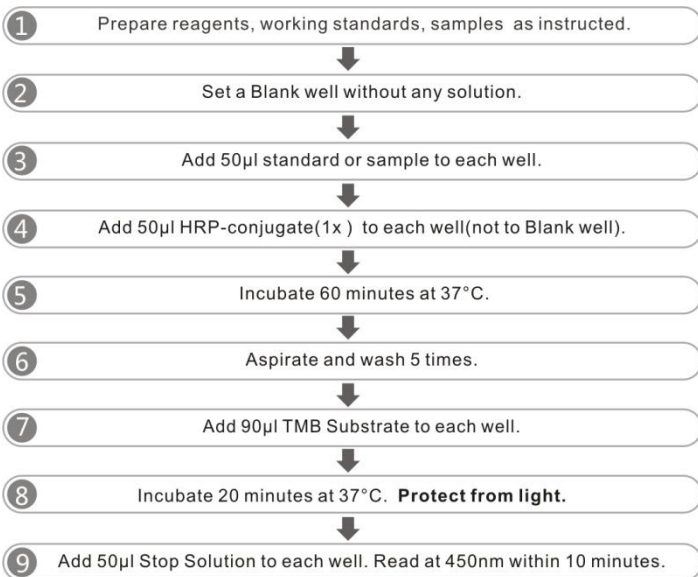 1 Prepare reagents, working standards, samples as instructed.
2 Set a Blank well without any solution.
3 Add 50µl standard or sample to each well.
4 Add 50µl HRP-conjugate(1x ) to each well(not to Blank well).
5 Incubate 60 minutes at 37°C.
6 Aspirate and wash 5 times.
7 Add 90µl TMB Substrate to each well.
8 Incubate 20 minutes at 37°C. Protect from light.
9 Add 50µl Stop Solution to each well. Read at 450nm within 10 minutes.